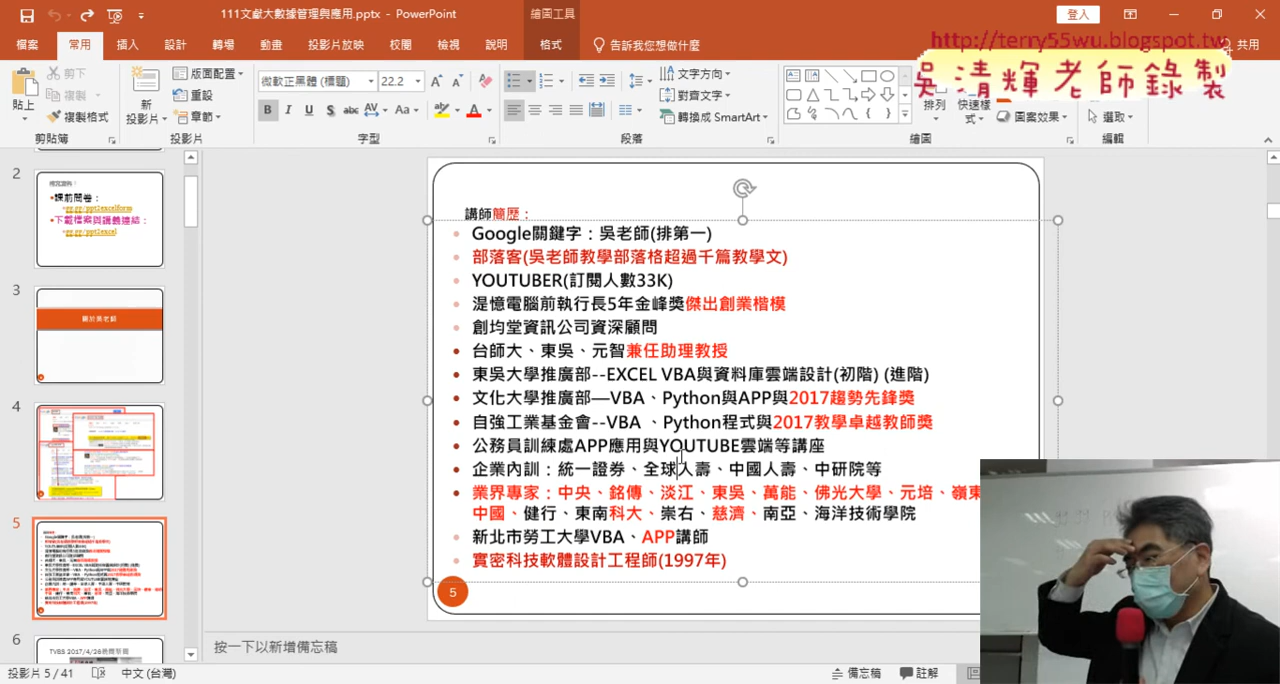 111文獻大數據管理與應用.pptx - PowerPoint
繪圖工具
登入
檔案 常用 插入 設計 轉場 動畫 投影片放映 校閱 檢視 說明 格式 告訴我您想做什麼 共用
http://terry55wu.blogspot.tw
吳清輝老師錄製
貼上 剪下 複製 複製格式
新投影片 版面配置 重設 章節
微軟正黑體 (標題) 22.2
文字方向
對齊文字
轉換成 SmartArt
排列 快速樣式 圖案效果 選取
剪貼簿 投影片 字型 段落 繪圖 編輯
2
課前問卷：
goo.gl/ppt1excelform
下載檔案與講義連結：
3
關於吳老師
4
5
6
TVBS 2017/4/26晚間新聞
講師簡歷：
Google關鍵字：吳老師(排第一)
部落客(吳老師教學部落格超過千篇教學文)
YOUTUBER(訂閱人數33K)
湜憶電腦前執行長5年金峰獎傑出創業楷模
創均堂資訊公司資深顧問
台師大、東吳、元智兼任助理教授
東吳大學推廣部--EXCEL VBA與資料庫雲端設計(初階) (進階)
文化大學推廣部—VBA、Python與APP與2017趨勢先鋒獎
自強工業基金會--VBA 、Python程式與2017教學卓越教師獎
公務員訓練處APP應用與YOUTUBE雲端等講座
企業內訓：統一證券、全球人壽、中國人壽、中研院等
業界專家：中央、銘傳、淡江、東吳、萬能、佛光大學、元培、嶺東
中國、健行、東南科大、崇右、慈濟、南亞、海洋技術學院
新北市勞工大學VBA、APP講師
實密科技軟體設計工程師(1997年)
5
按一下以新增備忘稿
投影片 5 / 41 中文 (台灣) 備忘稿 註解